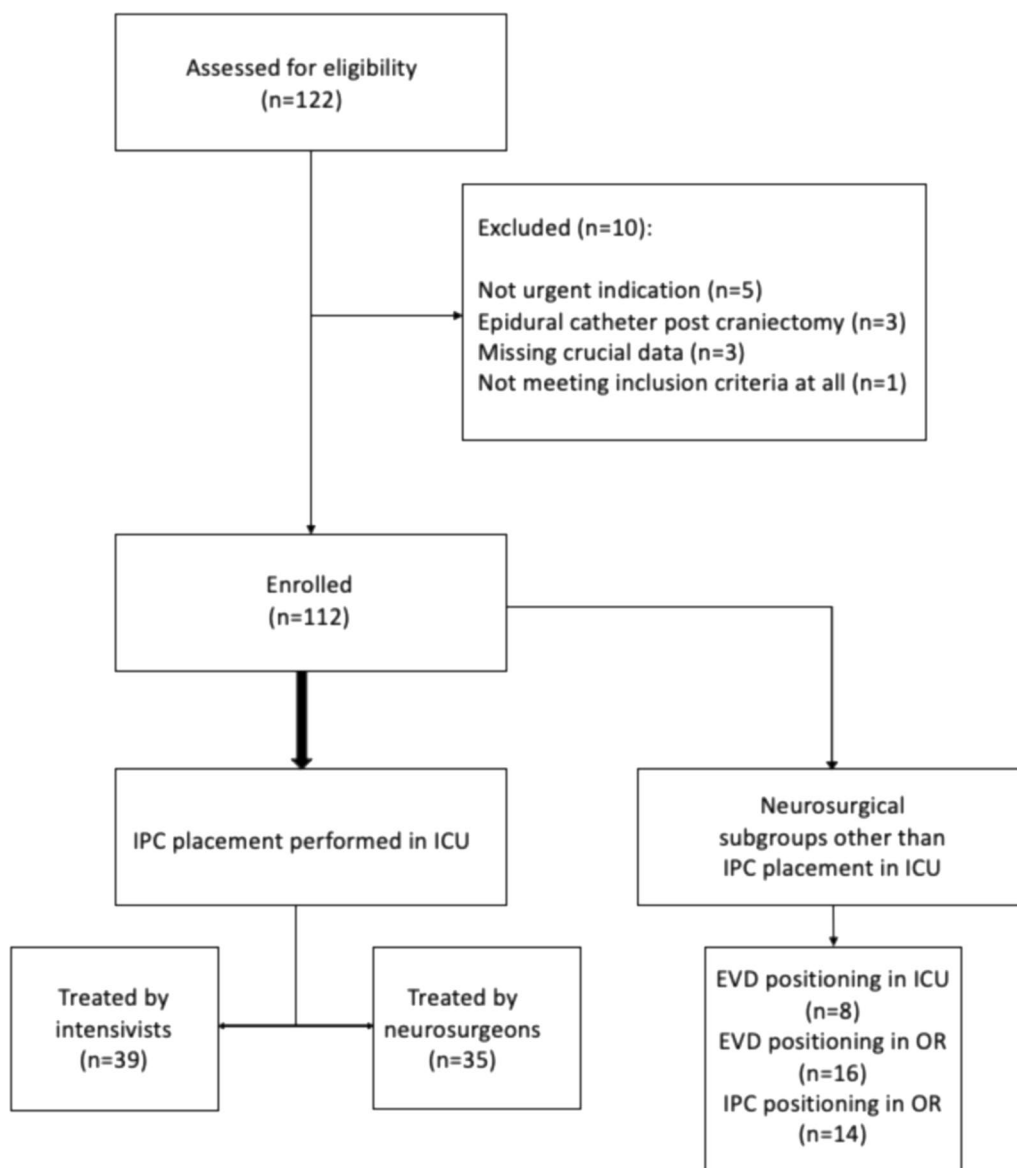 Assessed for eligibility
(n=122)
Excluded (n=10):
Not urgent indication (n=5)
Epidural catheter post craniectomy (n=3)
Missing crucial data (n=3)
Not meeting inclusion criteria at all (n=1)
Enrolled
(n=112)
IPC placement performed in ICU
Neurosurgical
subgroups other than
IPC placement in ICU
Treated by
intensivists
(n=39)
Treated by
neurosurgeons
(n=35)
EVD positioning in ICU
(n=8)
EVD positioning in OR
(n=16)
IPC positioning in OR
(n=14)